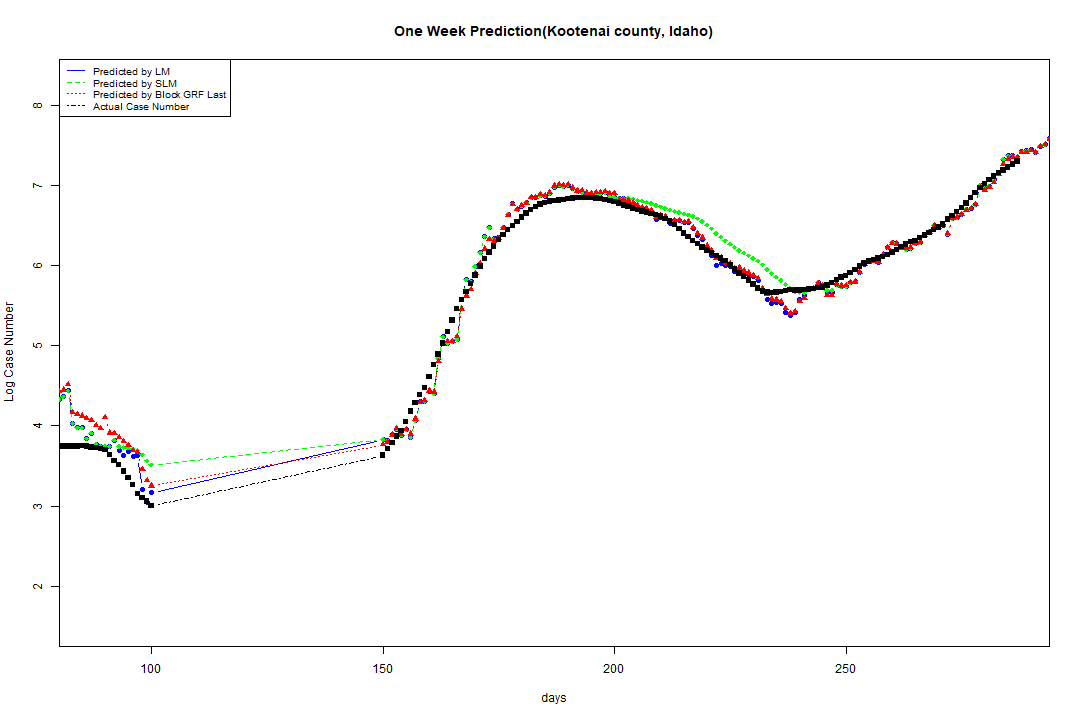 One Week Prediction(Kootenai county, Idaho)
Predicted by LM
Predicted by SLM
Predicted by Block GRF Last
Actual Case Number
8
7
6
5
4
3
2
Log Case Number
100 150 200 250
days